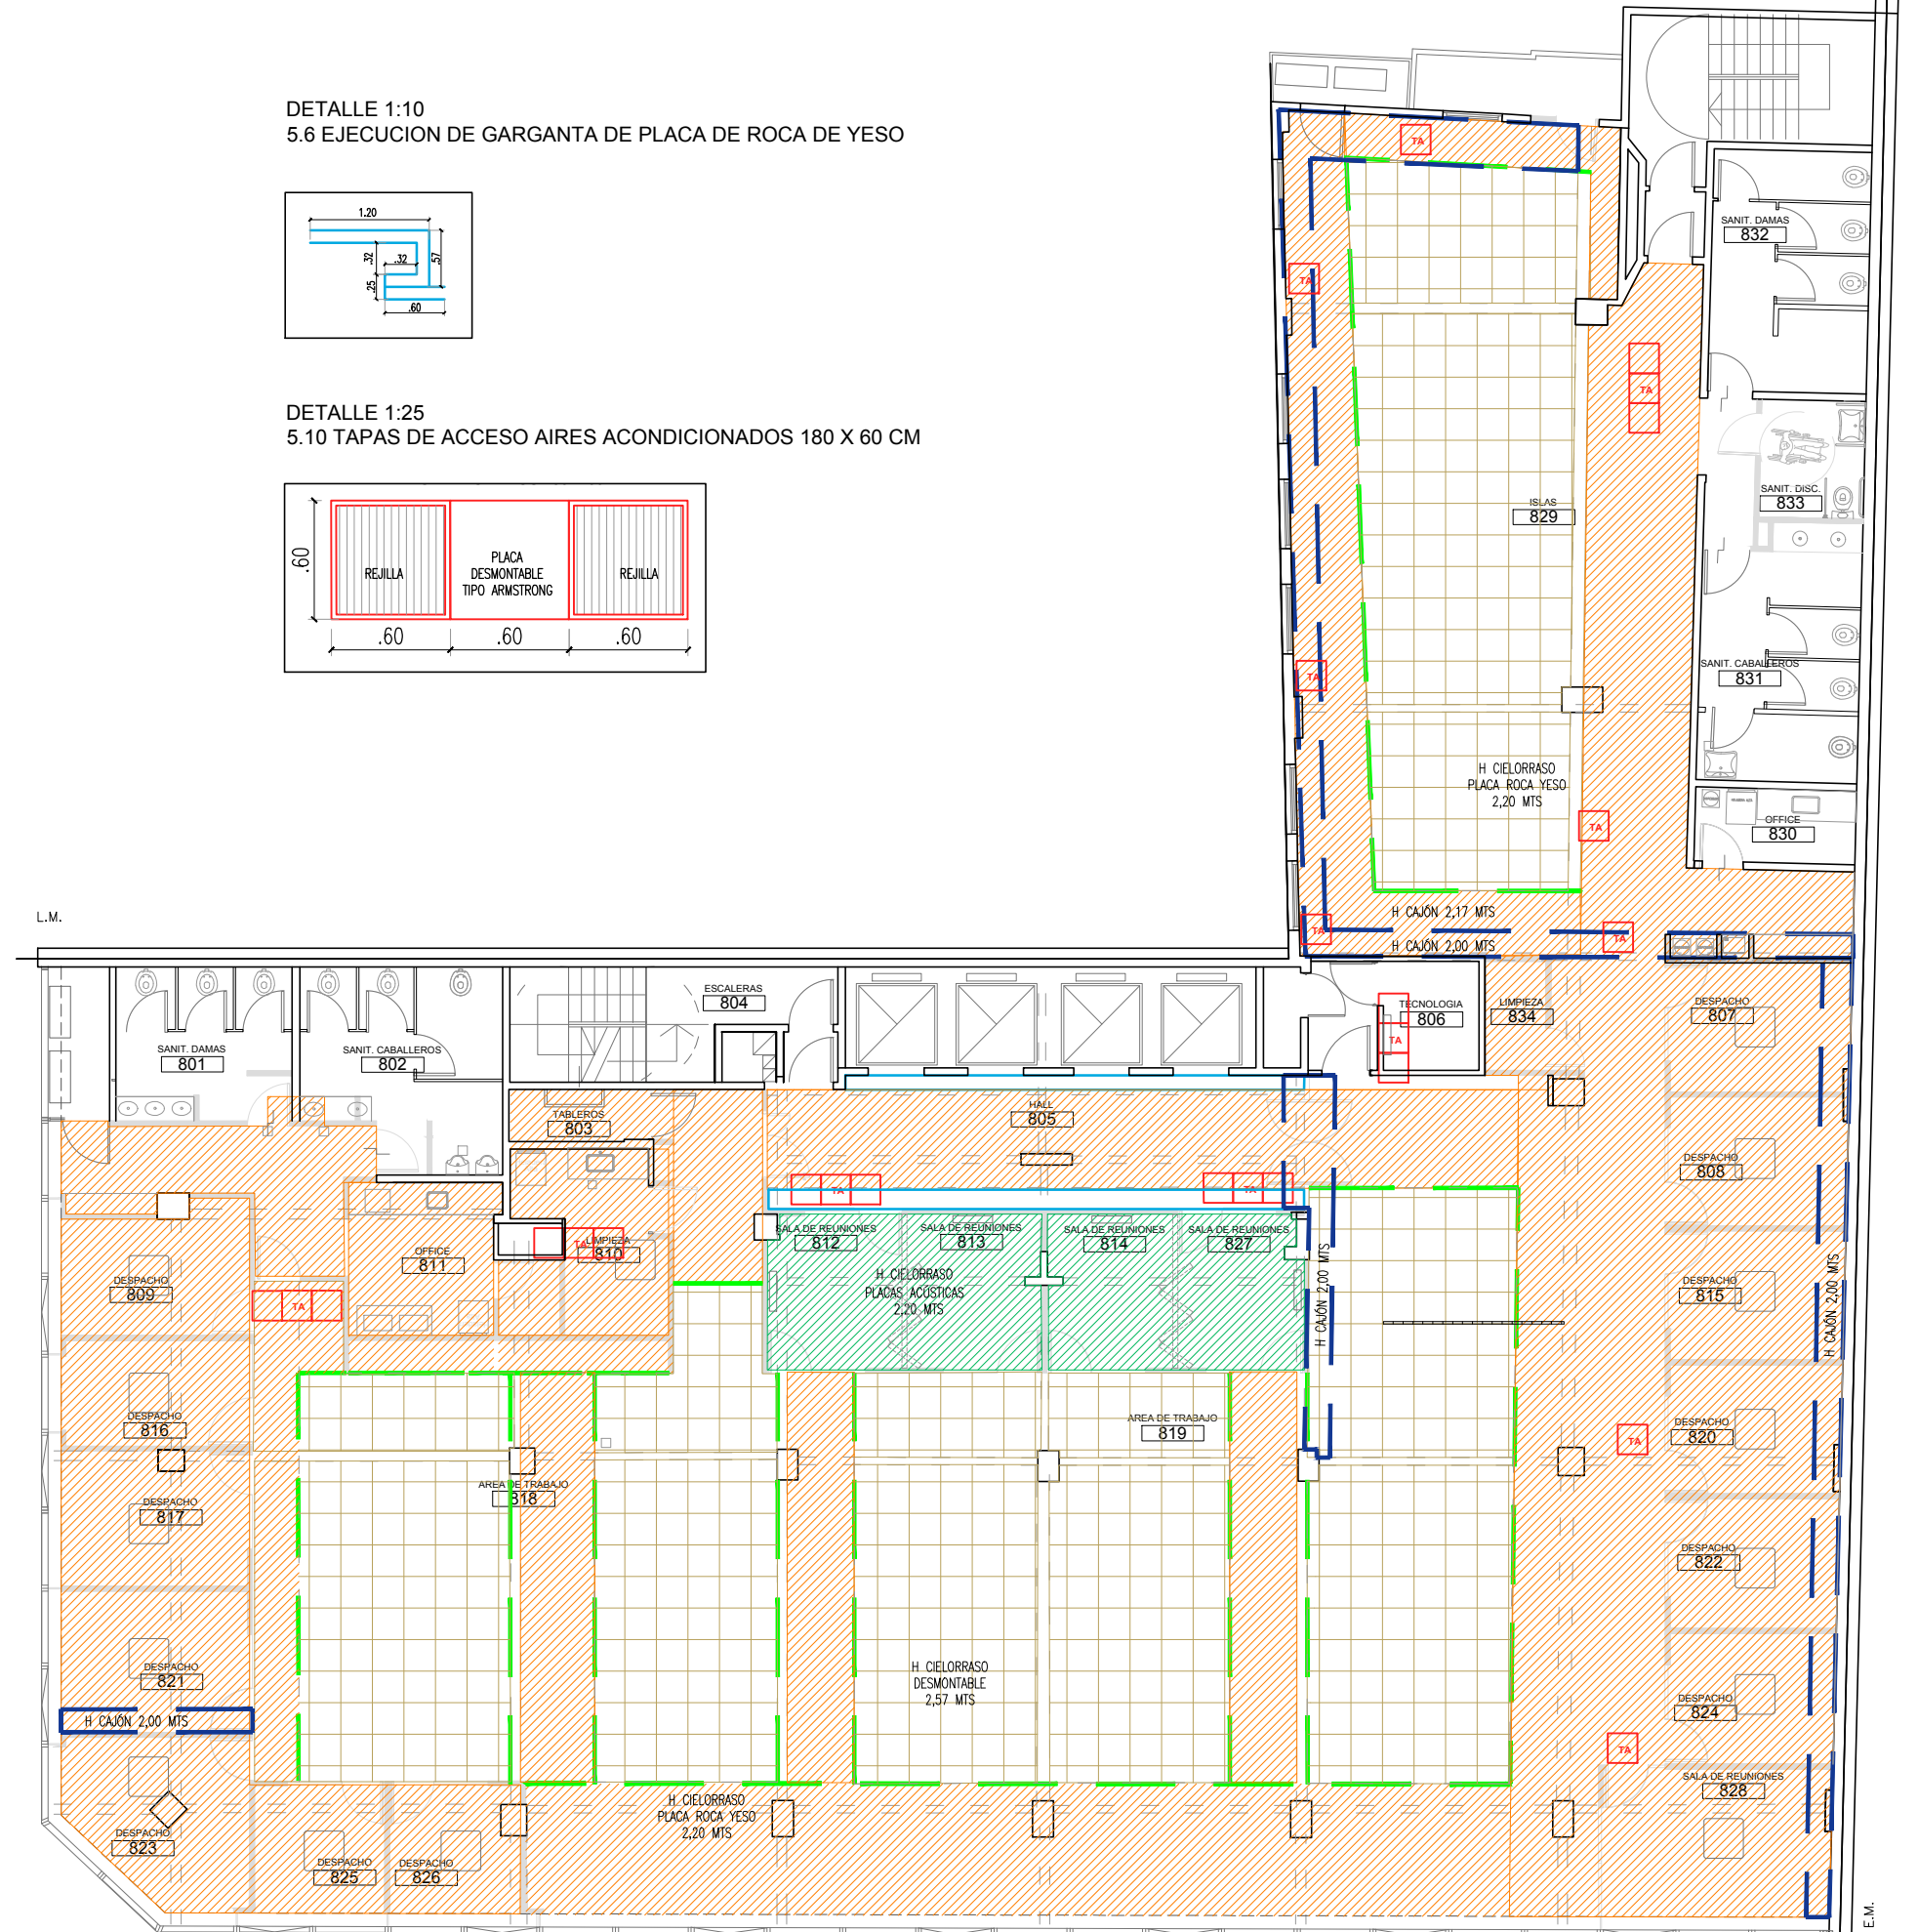 DETALLE 1:10
5.6 EJECUCION DE GARGANTA DE PLACA DE ROCA DE YESO
1.20
.32
.32
.57
.25
.60
DETALLE 1:25
5.10 TAPAS DE ACCESO AIRES ACONDICIONADOS 180 X 60 CM
.60
REJILLA
PLACA
DESMONTABLE
TIPO ARMSTRONG
REJILLA
.60
.60
.60
TA
TA
TA
TA
TA
TA
TA
SANIT. DAMAS
832
SANIT. DISC.
833
ISLAS
829
SANIT. CABALLEROS
831
H CIELORRASO
PLACA ROCA YESO
2,20 MTS
OFFICE
830
H CAJÓN 2,17 MTS
H CAJÓN 2,00 MTS
L.M.
SANIT. DAMAS
801
SANIT. CABALLEROS
802
ESCALERAS
804
TECNOLOGIA
806
TA
LIMPIEZA
834
DESPACHO
807
TABLEROS
803
HALL
805
DESPACHO
808
TA
TA
OFFICE
811
TA
LIMPIEZA
810
SALA DE REUNIONES
812
SALA DE REUNIONES
813
SALA DE REUNIONES
814
SALA DE REUNIONES
827
H CIELORRASO
PLACAS ACÚSTICAS
2,20 MTS
H CAJÓN 2,00 MTS
H CAJÓN 2,00 MTS
DESPACHO
809
TA
DESPACHO
815
DESPACHO
816
AREA DE TRABAJO
819
TA
DESPACHO
820
AREA DE TRABAJO
818
DESPACHO
817
DESPACHO
822
DESPACHO
821
H CIELORRASO
DESMONTABLE
2,57 MTS
DESPACHO
824
H CAJÓN 2,00 MTS
TA
SALA DE REUNIONES
828
H CIELORRASO
PLACA ROCA YESO
2,20 MTS
DESPACHO
823
DESPACHO
825
DESPACHO
826
E.M.